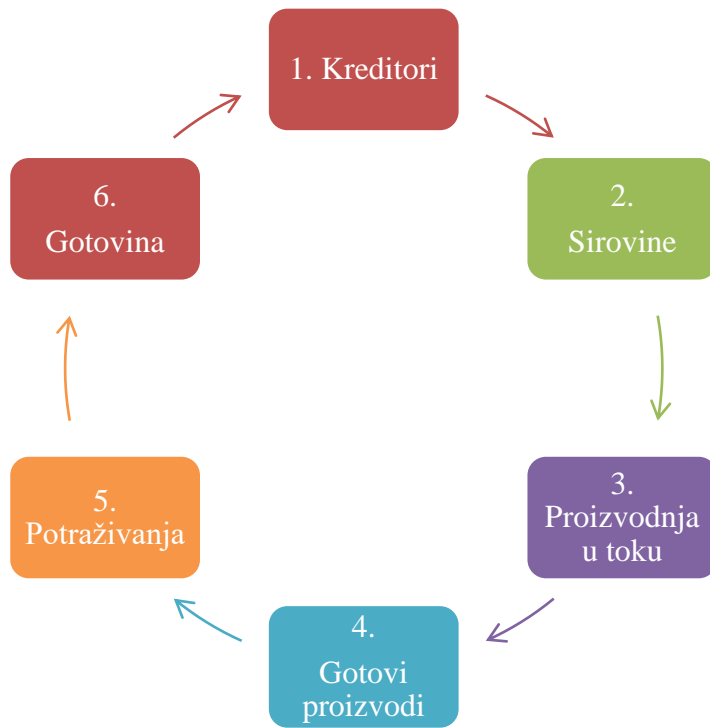 1. Kreditori
2.
Sirovine
3.
Proizvodnja
u toku
4.
Gotovi
proizvodi
5.
Potraživanja
6.
Gotovina